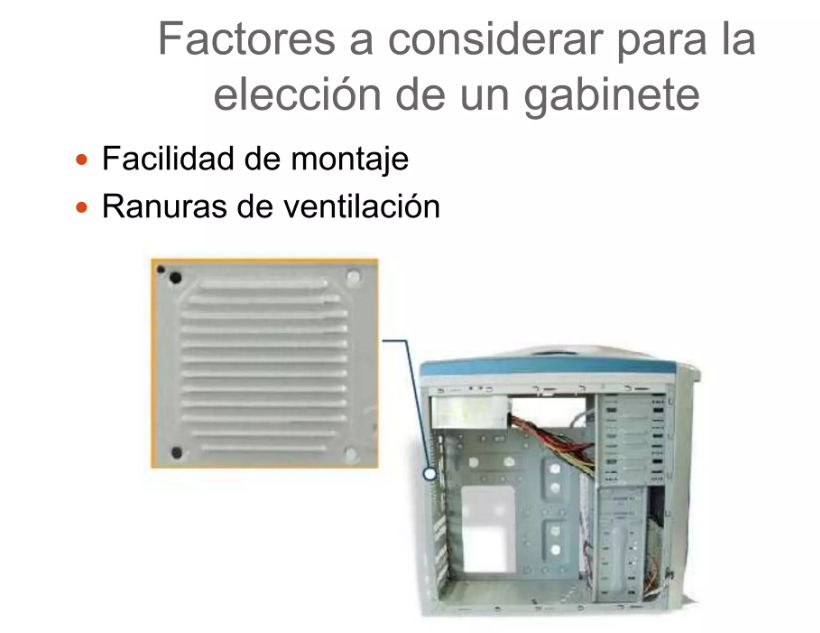 Factores a considerar para la
elección de un gabinete
• Facilidad de montaje
• Ranuras de ventilación